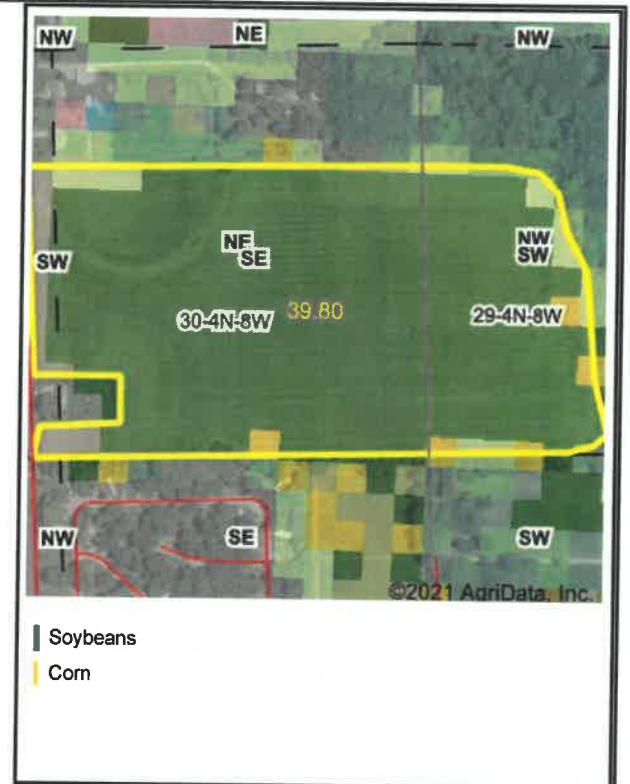 NW NE NW
NE
SE
NW
SW
SW
30-4N-8W 39.80 29-4N-8W
NW SE SW
©2021 AgriData, Inc.
Soybeans
Corn